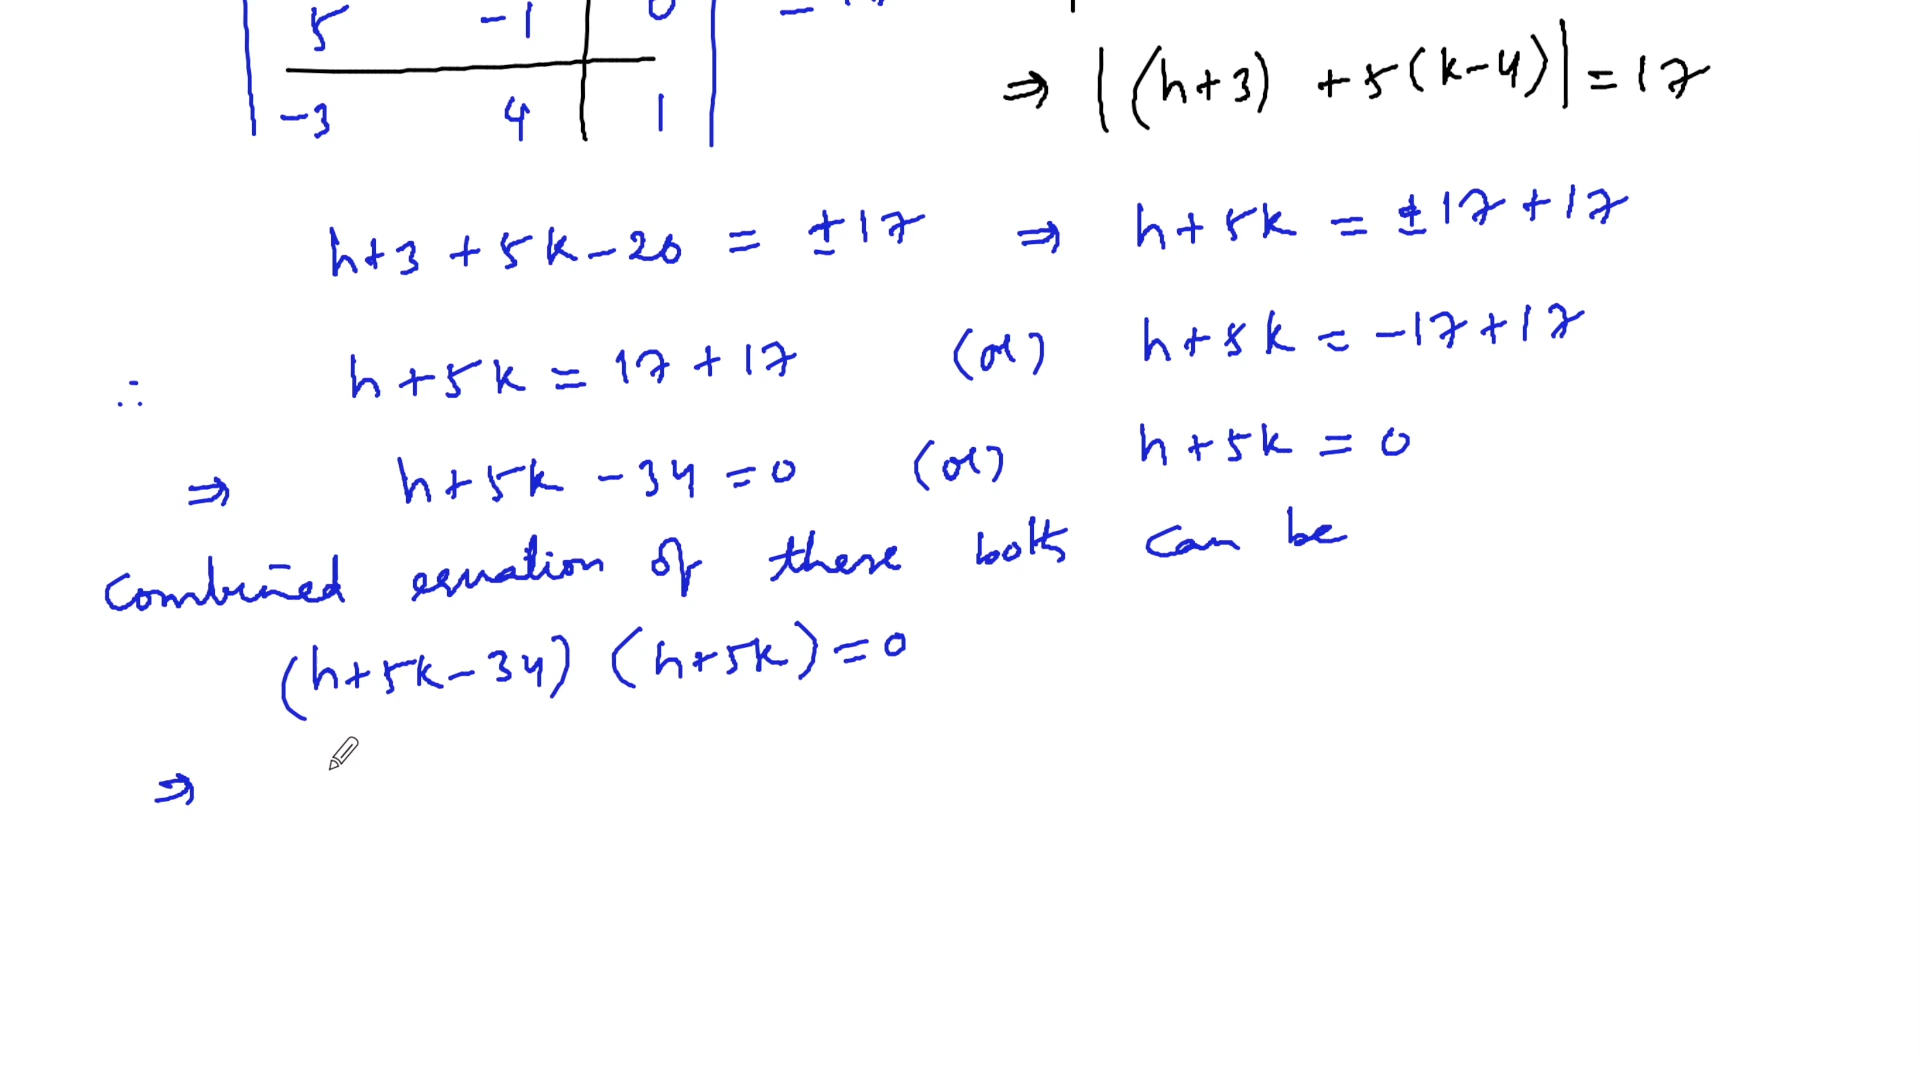 5 -1 0
-3 4 1
⇒ |(h+3) +5(k-4)| = 17
h+3 + 5k - 20 = ±17 ⇒ h+5k = ±17+17
∴ h+5k = 17+17 (or) h+5k = -17+17
⇒ h+5k - 34 = 0 (or) h+5k = 0
Combined equation of these both can be
(h+5k-34) (h+5k) = 0
⇒